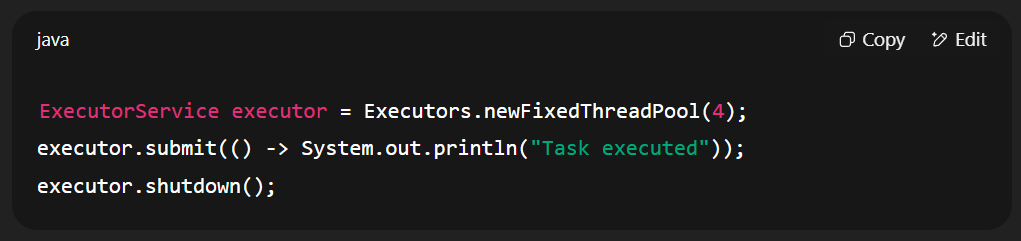 java
Copy
Edit
ExecutorService executor = Executors.newFixedThreadPool(4);
executor.submit(() -> System.out.println("Task executed"));
executor.shutdown();